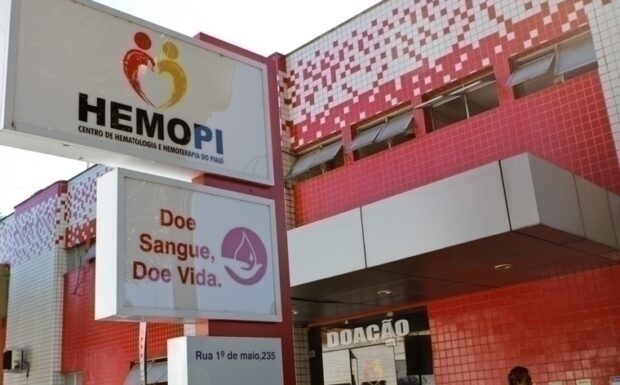 HEMOPI
CENTRO DE HEMATOLOGIA E HEMOTERAPIA DO PIAUÍ
Doe
Sangue,
Doe Vida.
Rua 1º de maio,235
DOAÇÃO